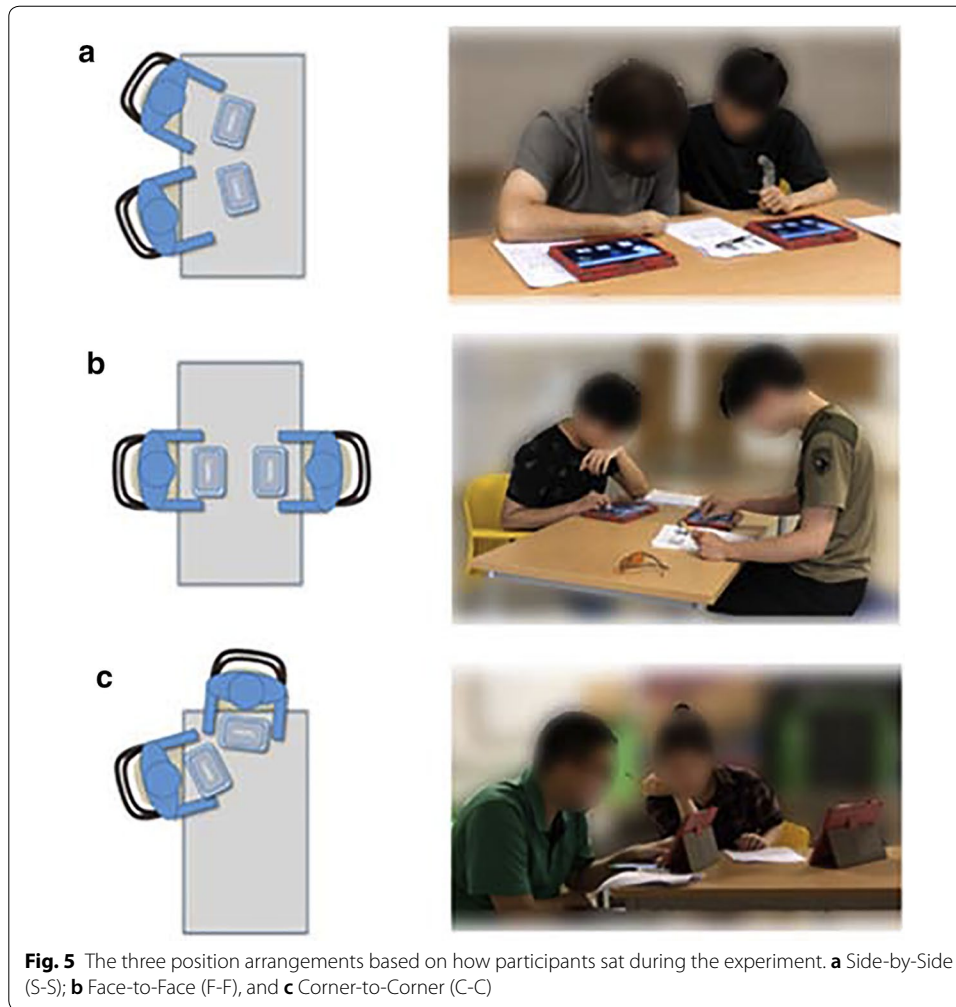 a
b
c
Fig. 5 The three position arrangements based on how participants sat during the experiment. a Side-by-Side
(S-S); b Face-to-Face (F-F), and c Corner-to-Corner (C-C)